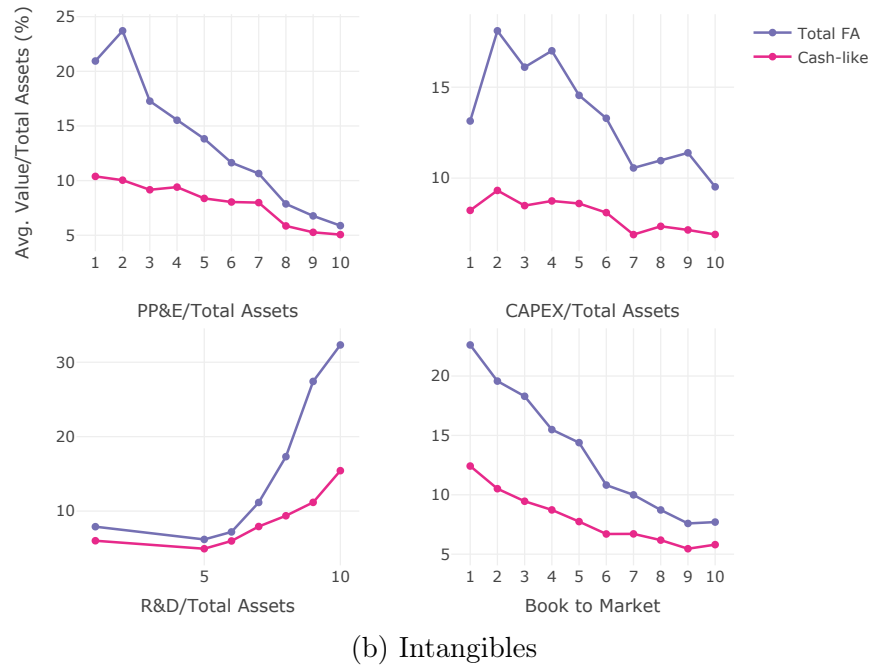 Avg. Value/Total Assets (%)
25
20
15
10
5
1 2 3 4 5 6 7 8 9 10
PP&E/Total Assets
15
10
1 2 3 4 5 6 7 8 9 10
CAPEX/Total Assets
Total FA
Cash-like
30
20
10
5 10
R&D/Total Assets
20
15
10
5
1 2 3 4 5 6 7 8 9 10
Book to Market
(b) Intangibles